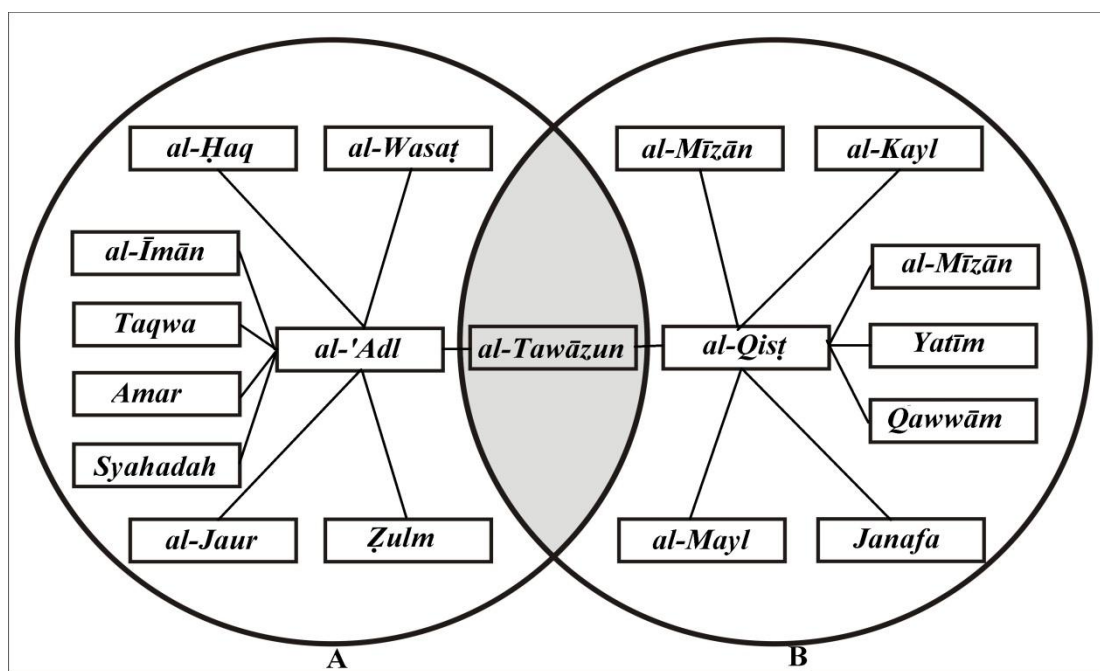 al-Ḥaq
al-Wasaṭ
al-Īmān
Taqwa
Amar
Syahadah
al-'Adl
al-Jaur
Ẓulm
al-Tawāzun
al-Mīzān
al-Kayl
al-Qisṭ
al-Mīzān
Yatīm
Qawwām
al-Mayl
Janafa
A
B